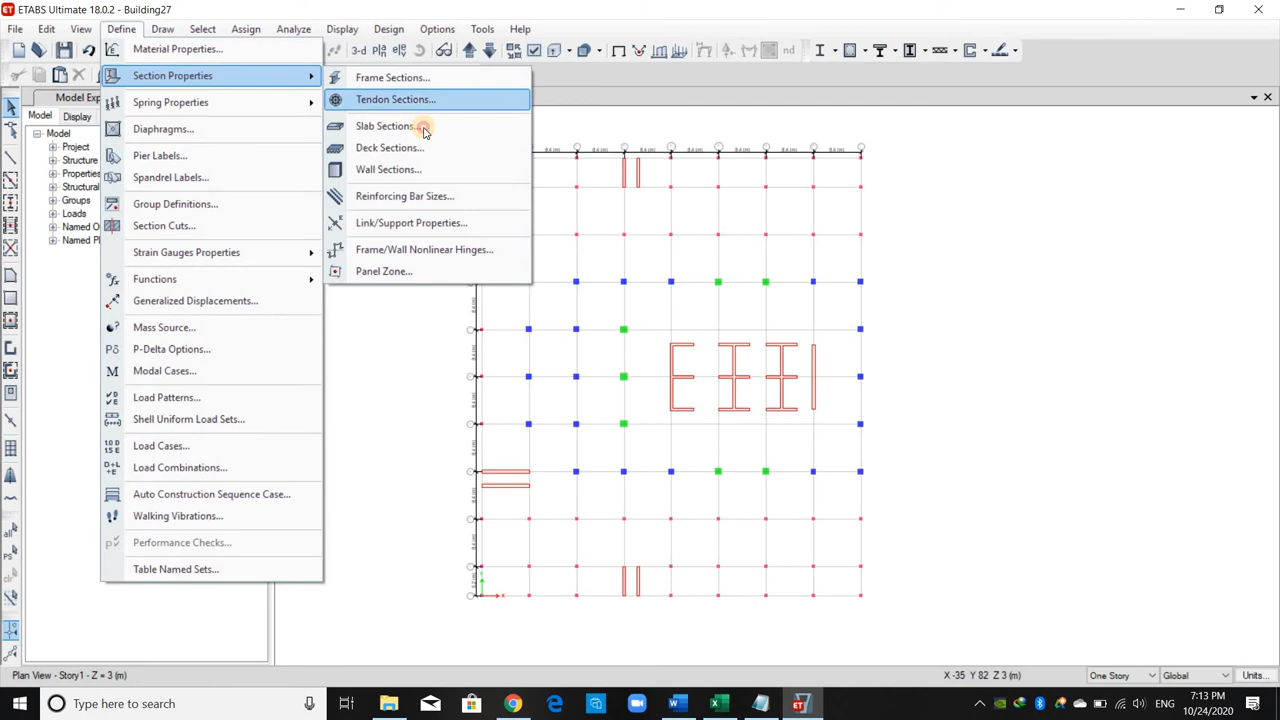 ETABS Ultimate 18.0.2 - Building27
File Edit View Define Draw Select Assign Analyze Display Design Options Tools Help
3-d nd
Model Exp
Model Display
Model
Project
Structure
Properties
Structural
Groups
Loads
Named O
Named Pl
Material Properties...
Section Properties
Spring Properties
Diaphragms...
Pier Labels...
Spandrel Labels...
Group Definitions...
Section Cuts...
Strain Gauges Properties
Functions
Generalized Displacements...
Mass Source...
P-Delta Options...
Modal Cases...
Load Patterns...
Shell Uniform Load Sets...
Load Cases...
Load Combinations...
Auto Construction Sequence Case...
Walking Vibrations...
Performance Checks...
Table Named Sets...
Frame Sections...
Tendon Sections...
Slab Sections...
Deck Sections...
Wall Sections...
Reinforcing Bar Sizes...
Link/Support Properties...
Frame/Wall Nonlinear Hinges...
Panel Zone...
Plan View - Story1 - Z = 3 (m) X -35 Y 82 Z 3 (m) One Story Global Units...
Type here to search
ENG
7:13 PM
10/24/2020